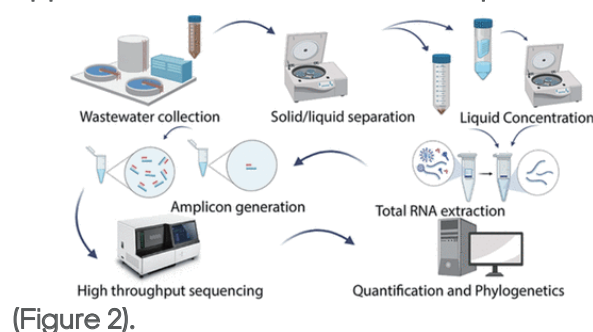 Wastewater collection
Solid/liquid separation
Liquid Concentration
Amplicon generation
Total RNA extraction
High throughput sequencing
Quantification and Phylogenetics
(Figure 2).